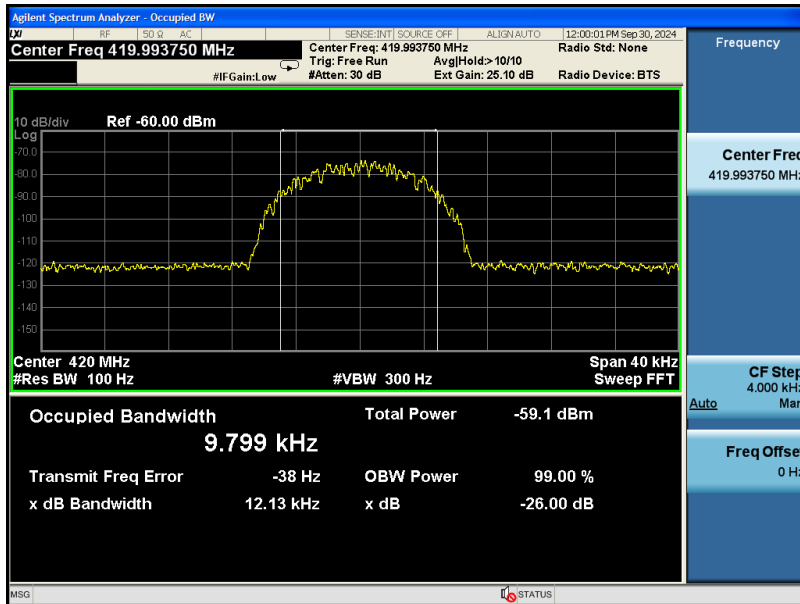 Agilent Spectrum Analyzer - Occupied BW
LXI RF 50 Ω AC SENSE:INT SOURCE OFF ALIGN AUTO 12:00:01 PM Sep 30, 2024
Center Freq 419.993750 MHz
Center Freq: 419.993750 MHz Radio Std: None
Trig: Free Run Avg|Hold:>10/10
#IFGain:Low #Atten: 30 dB Ext Gain: 25.10 dB Radio Device: BTS
10 dB/div Ref -60.00 dBm
Log
-70.0
-80.0
-90.0
-100
-110
-120
-130
-140
-150
Center 420 MHz Span 40 kHz
#Res BW 100 Hz #VBW 300 Hz Sweep FFT
Occupied Bandwidth Total Power -59.1 dBm
9.799 kHz
Transmit Freq Error -38 Hz OBW Power 99.00 %
x dB Bandwidth 12.13 kHz x dB -26.00 dB
MSG STATUS
Frequency
Center Freq
419.993750 MHz
CF Step
4.000 kHz
Auto Man
Freq Offset
0 Hz